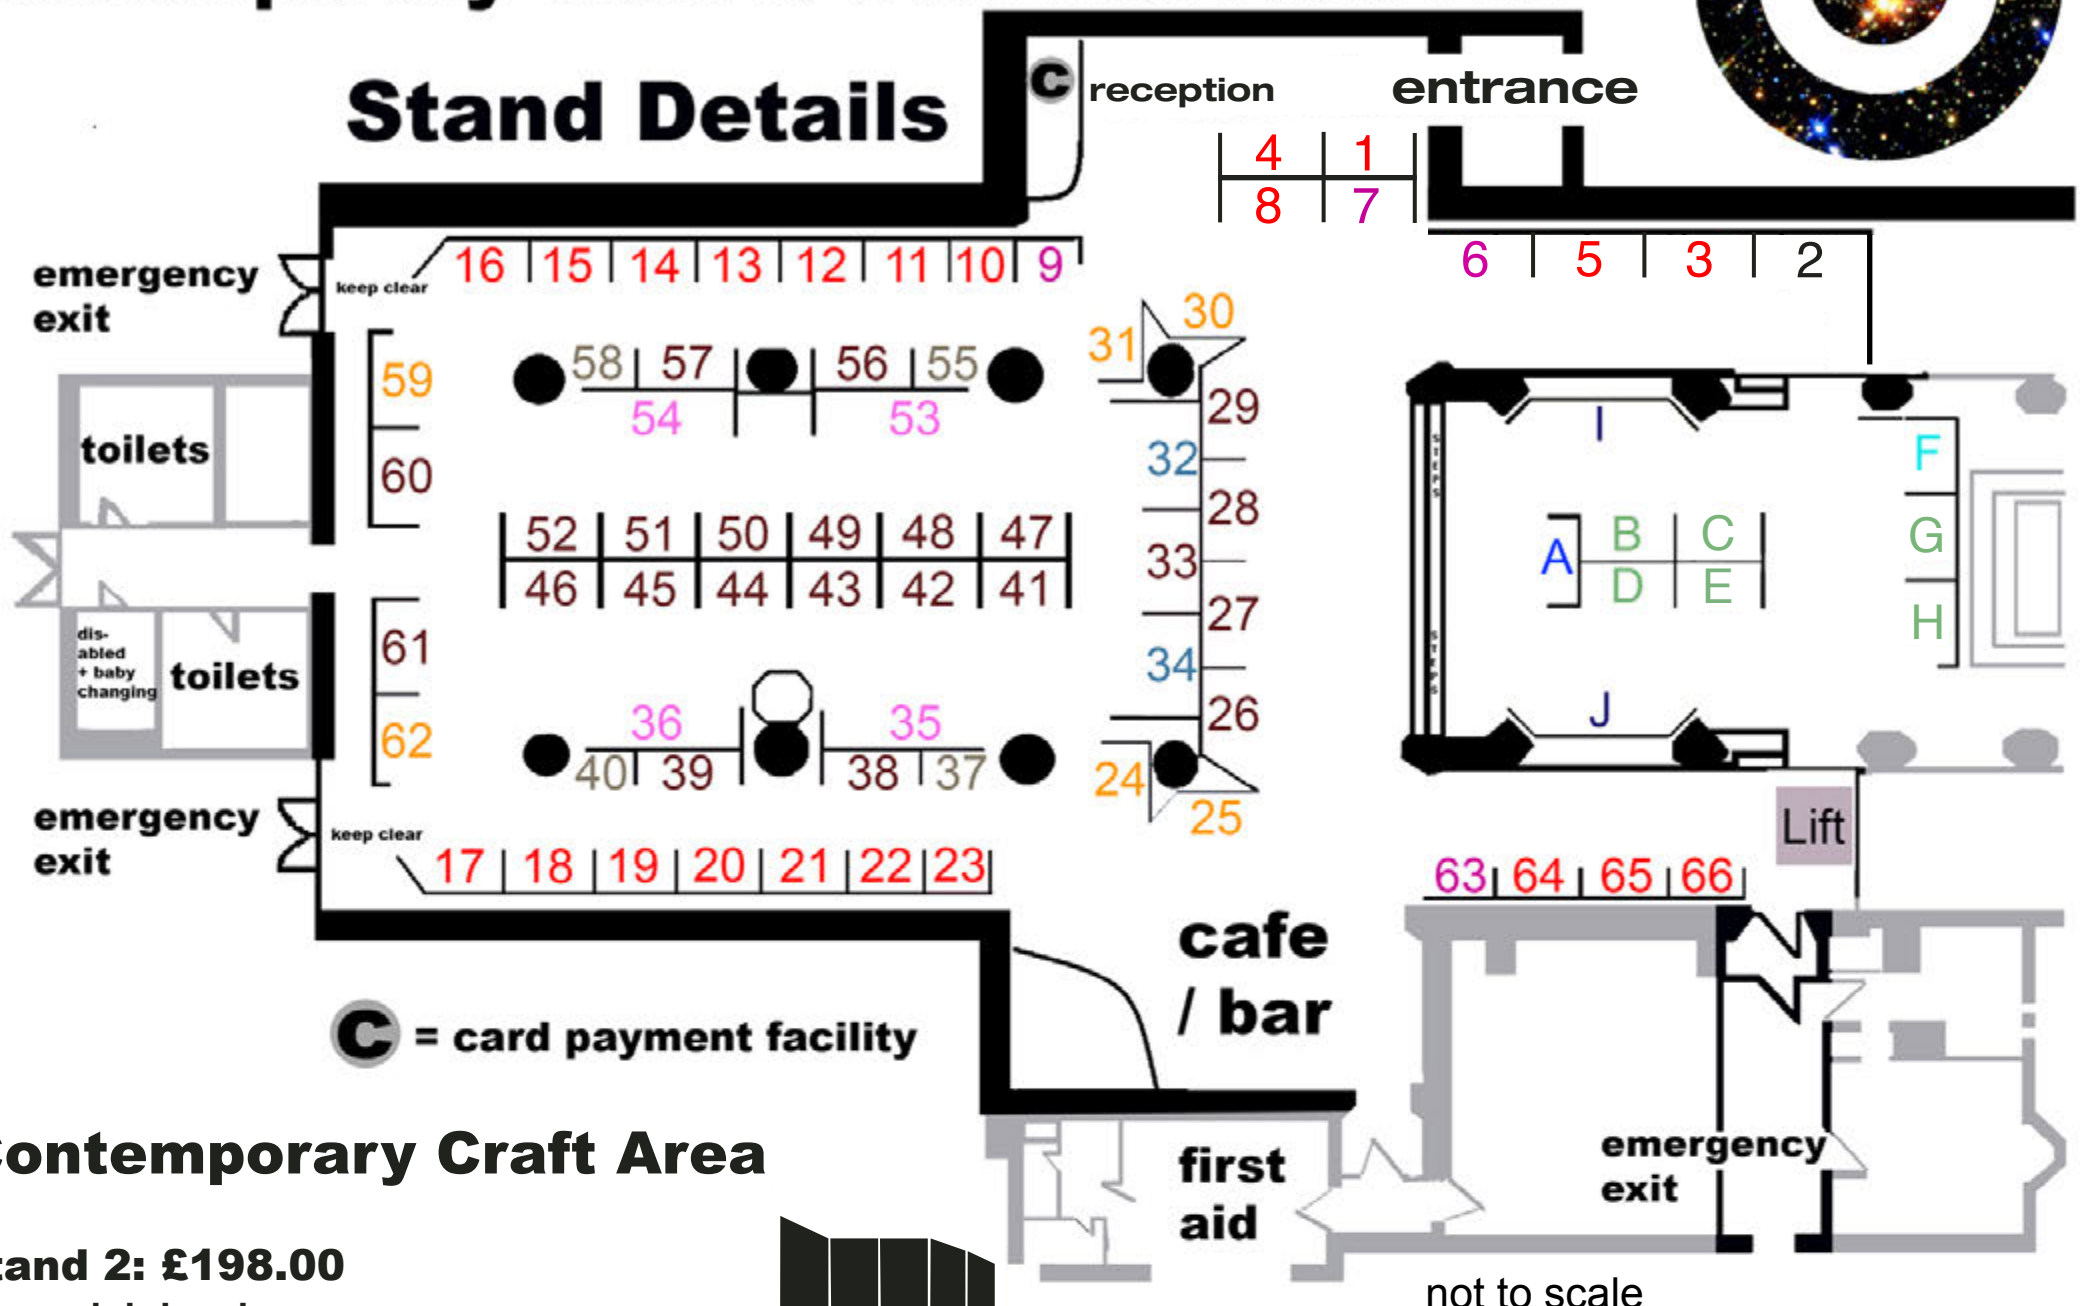 Stand Details
C reception
entrance
4 1
8 7
6 5 3 2
16 15 14 13 12 11 10 9
emergency
exit
keep clear
30
31
58 57 56 55
54 53
59
29
I
toilets
60
32
F
STEPS
28
52 51 50 49 48 47
A B C
G
33
46 45 44 43 42 41
D E
27
H
dis-
abled
+ baby
changing
toilets
61
34
STEPS
26
J
36 35
62
40 39 38 37
24
25
emergency
exit
keep clear
Lift
17 18 19 20 21 22 23
63 64 65 66
cafe
/ bar
C = card payment facility
first
aid
emergency
exit
Contemporary Craft Area
tand 2: £198.00
not to scale